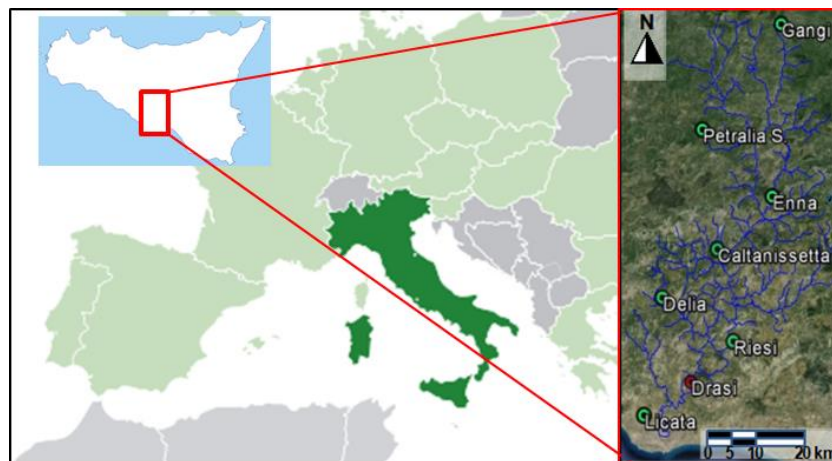 N
Gangi
Petralia S.
Enna
Caltanissetta
Delia
Riesi
Drasi
Licata
0 5 10 20 km